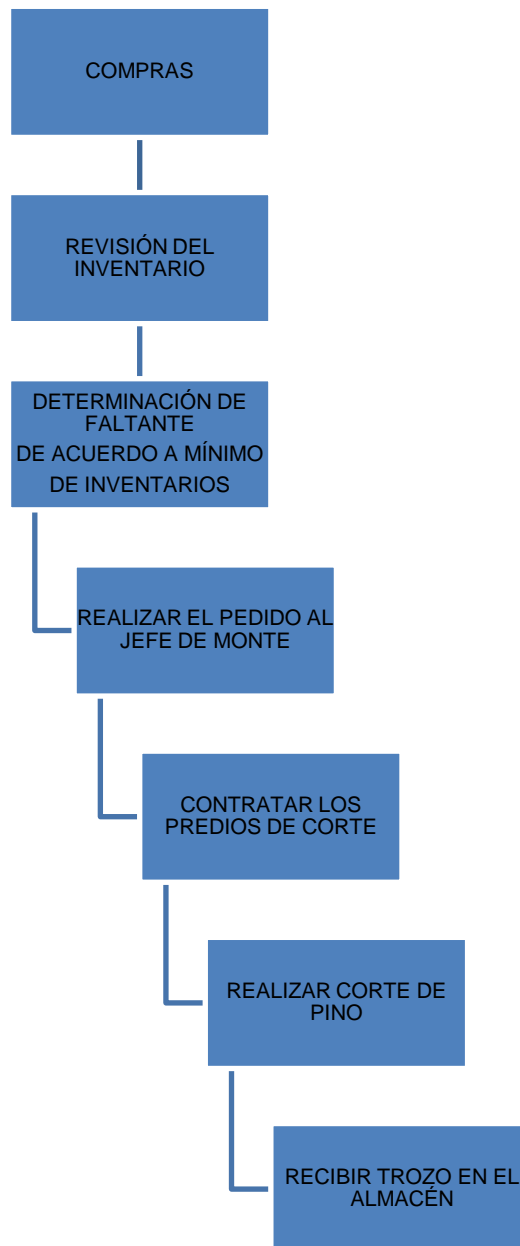 COMPRAS
REVISIÓN DEL
INVENTARIO
DETERMINACIÓN DE
FALTANTE
DE ACUERDO A MÍNIMO
DE INVENTARIOS
REALIZAR EL PEDIDO AL
JEFE DE MONTE
CONTRATAR LOS
PREDIOS DE CORTE
REALIZAR CORTE DE
PINO
RECIBIR TROZO EN EL
ALMACÉN